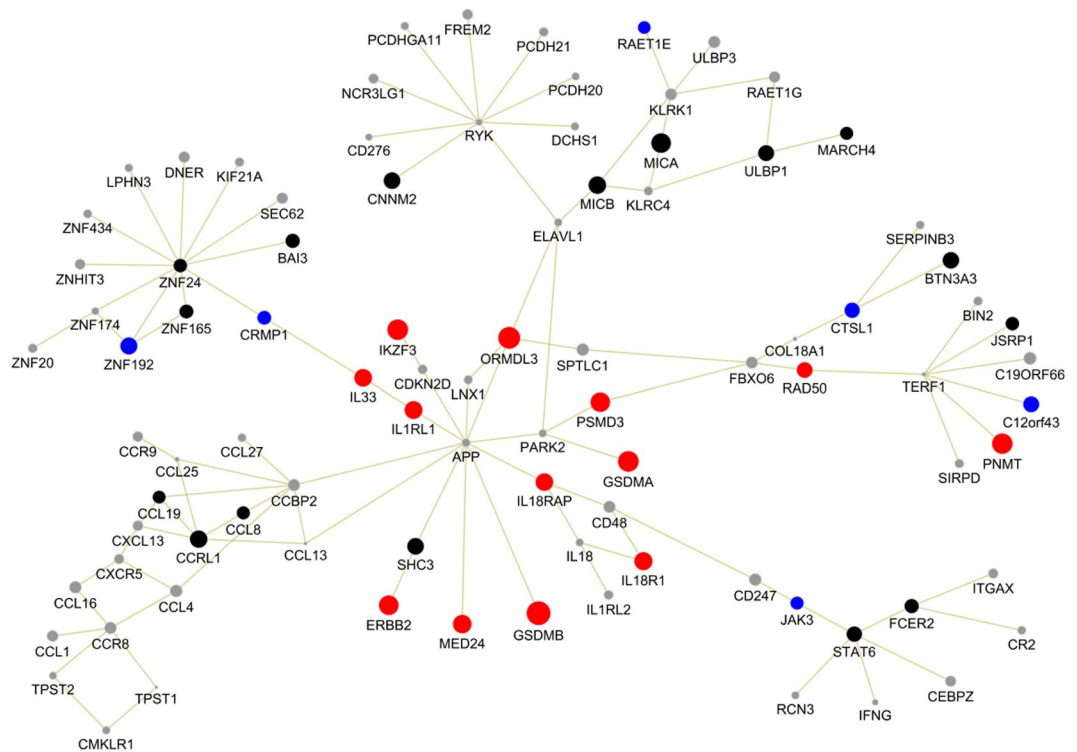 FREM2
PCDHGA11
PCDH21
RAET1E
ULBP3
NCR3LG1
PCDH20
KLRK1
RAET1G
RYK
CD276
DCHS1
MICA
MARCH4
ULBP1
CNNM2
MICB
KLRC4
DNER
LPHN3
KIF21A
SEC62
ZNF434
BAI3
ZNHIT3
ZNF24
ELAVL1
SERPINB3
BTN3A3
ZNF174
ZNF165
CRMP1
CTSL1
BIN2
ZNF20
ZNF192
IKZF3
ORMDL3
JSRP1
COL18A1
CDKN2D
SPTLC1
FBXO6
RAD50
C19ORF66
LNX1
TERF1
IL33
IL1RL1
PSMD3
C12orf43
CCR9
CCL27
APP
PARK2
PNMT
CCL25
GSDMA
SIRPD
CCBP2
IL18RAP
CCL19
CCL8
CD48
CXCL13
CCRL1
CCL13
IL18
SHC3
IL18R1
CXCR5
CCL16
CCL4
IL1RL2
CD247
ITGAX
ERBB2
JAK3
FCER2
MED24
GSDMB
CCL1
CCR8
STAT6
CR2
TPST2
TPST1
CEBPZ
RCN3
IFNG
CMKLR1